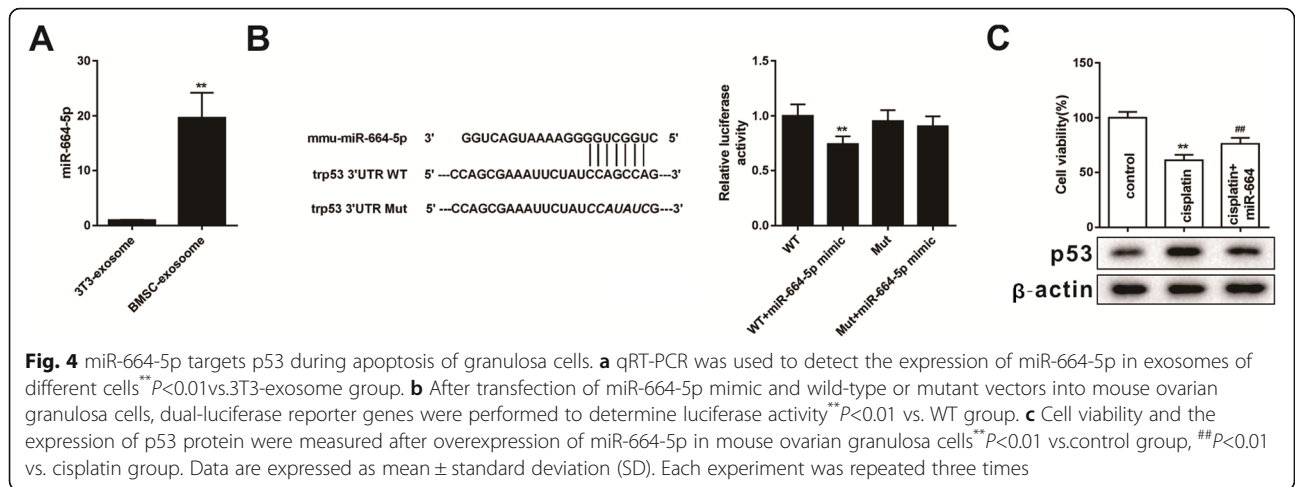 A
30
20
10
0
miR-664-5p
**
3T3-exosome
BMSC-exosoome
B
mmu-miR-664-5p 3' GGUCAGUAAAAGGGGUCGGUC 5'
trp53 3'UTR WT 5' ---CCAGCGAAAUUCUAUCCAGCCAG---3'
trp53 3'UTR Mut 5' ---CCAGCGAAAUUCUAUCCAUAUCG---3'
Relative luciferase
activity
1.5
1.0
0.5
0.0
**
WT
WT+miR-664-5p mimic
Mut
Mut+miR-664-5p mimic
C
Cell viability(%)
150
100
50
0
**
##
control
cisplatin
cisplatin+
miR-664
p53
β-actin
Fig. 4 miR-664-5p targets p53 during apoptosis of granulosa cells. a qRT-PCR was used to detect the expression of miR-664-5p in exosomes of
different cells**P<0.01vs.3T3-exosome group. b After transfection of miR-664-5p mimic and wild-type or mutant vectors into mouse ovarian
granulosa cells, dual-luciferase reporter genes were performed to determine luciferase activity**P<0.01 vs. WT group. c Cell viability and the
expression of p53 protein were measured after overexpression of miR-664-5p in mouse ovarian granulosa cells**P<0.01 vs.control group, ##P<0.01
vs. cisplatin group. Data are expressed as mean ± standard deviation (SD). Each experiment was repeated three times